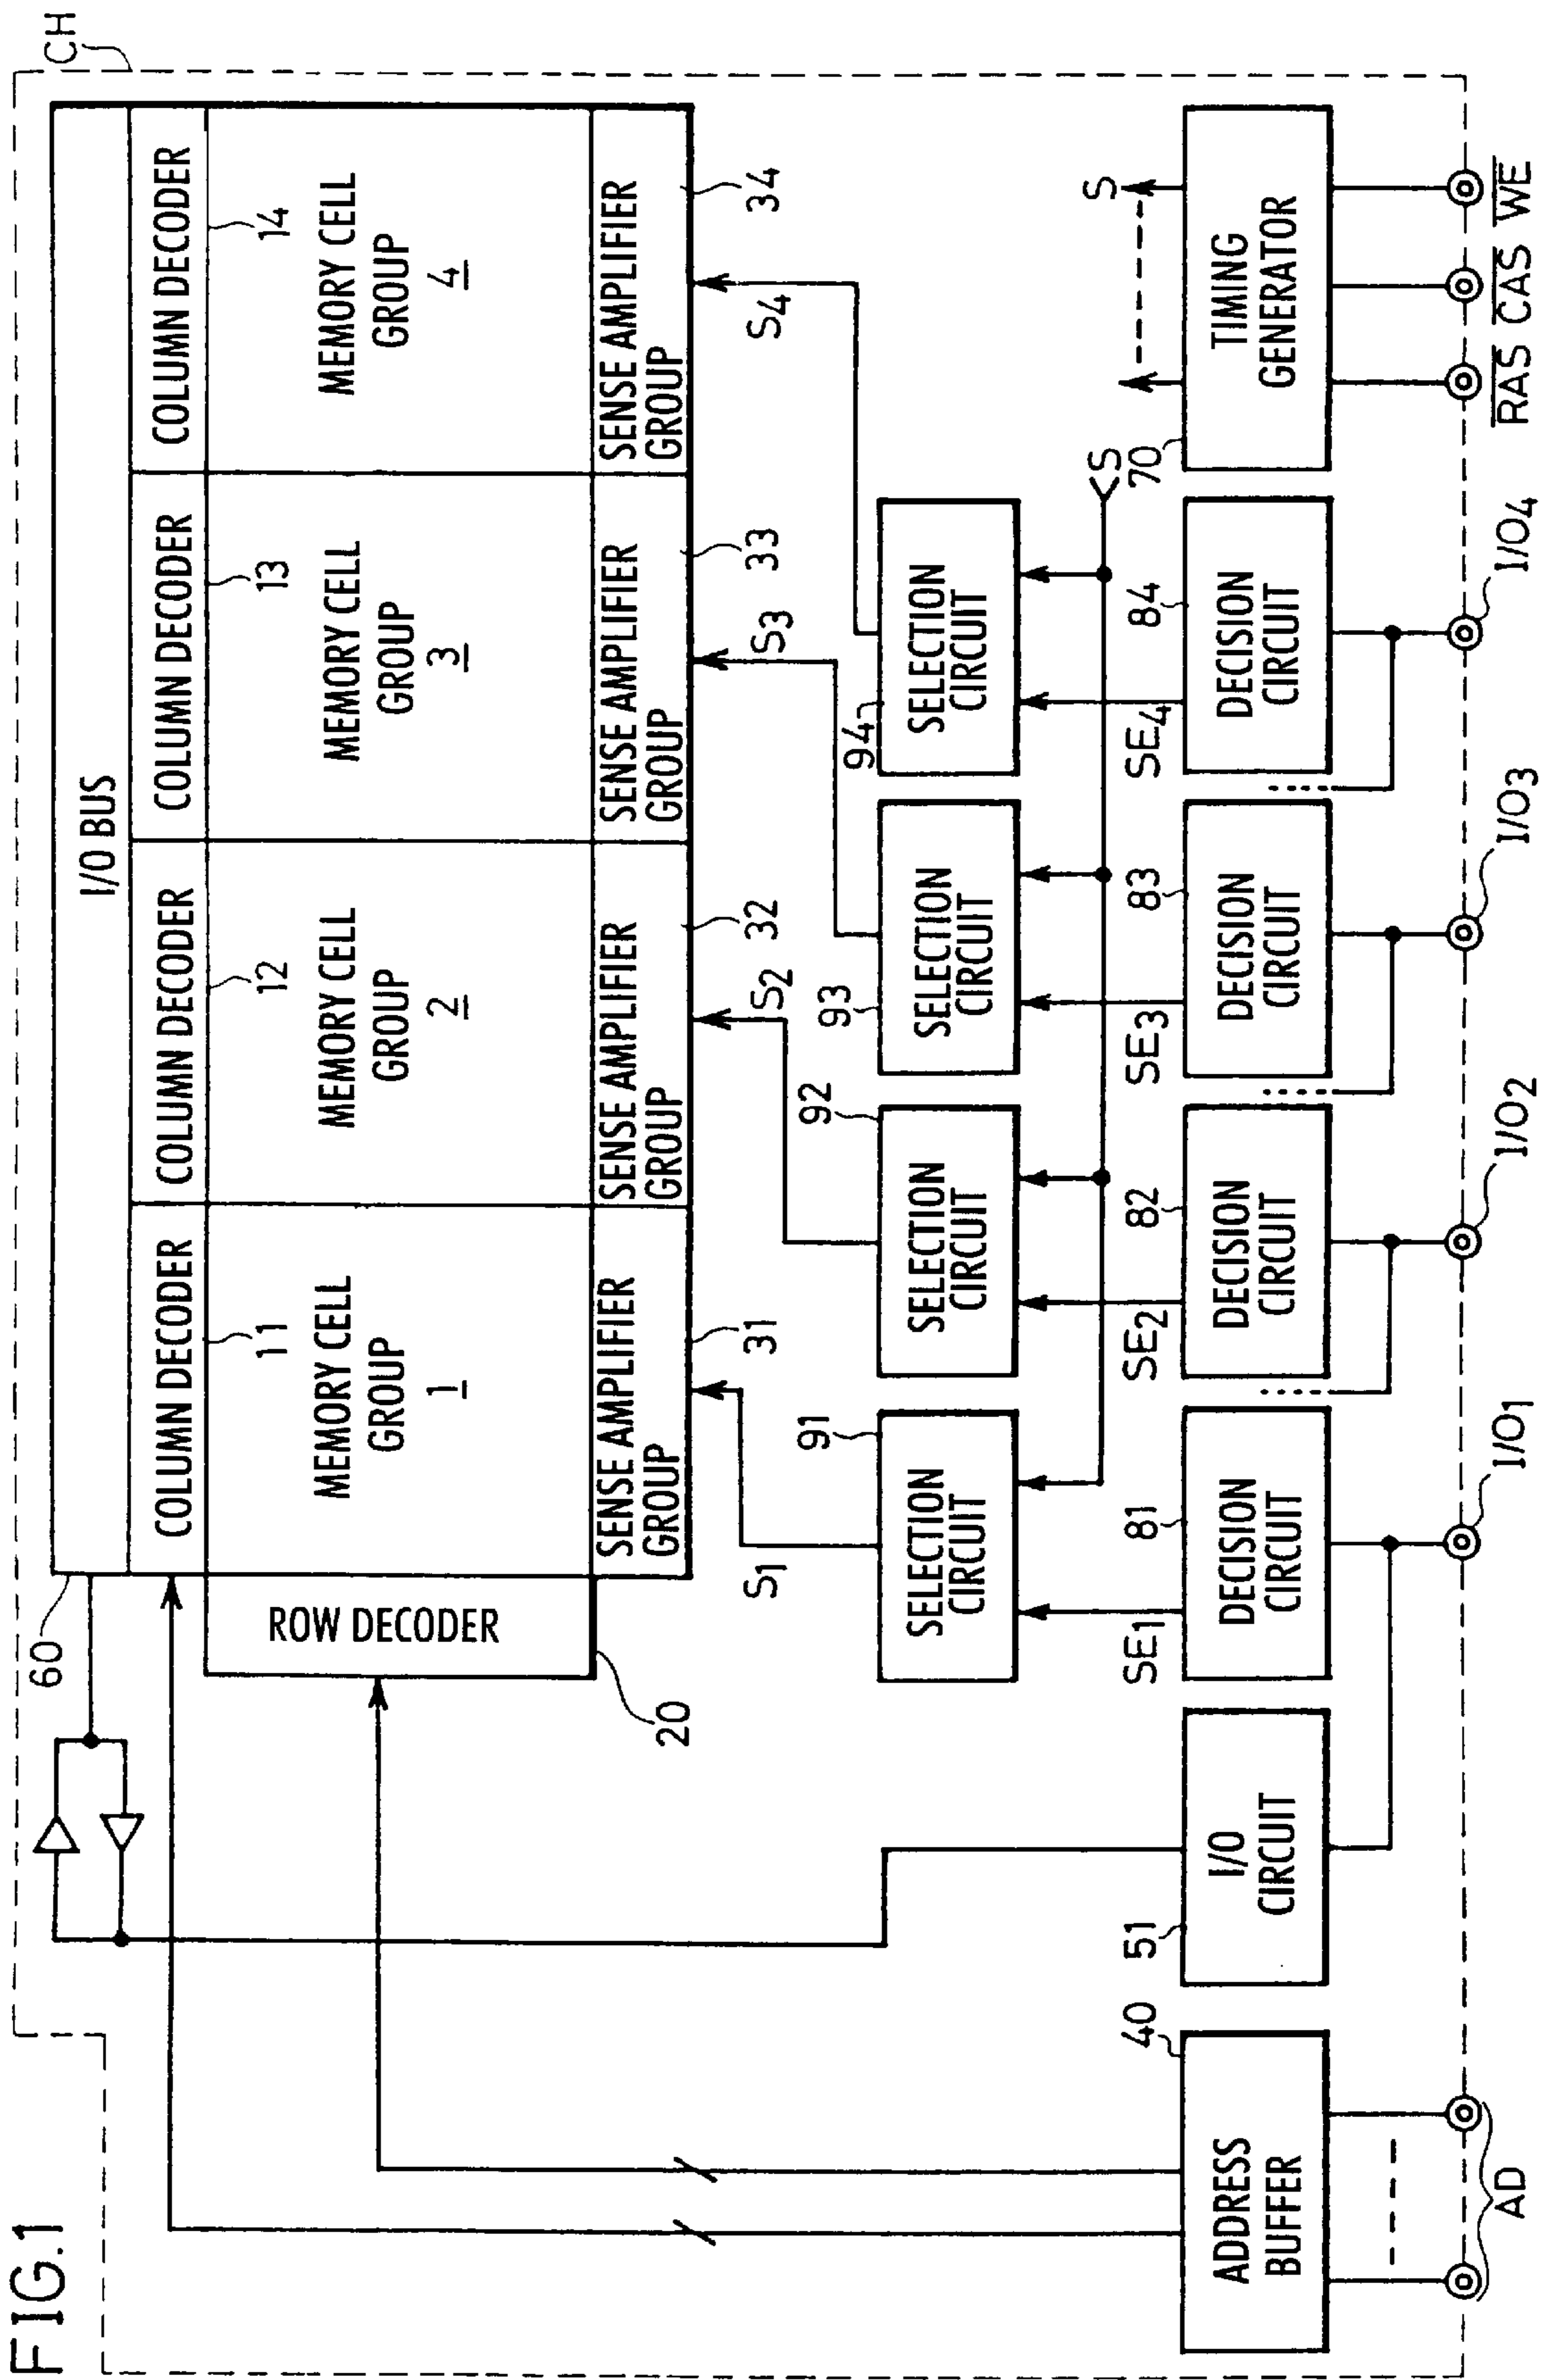 FIG.1
CH
60
I/O BUS
COLUMN DECODER
COLUMN DECODER
COLUMN DECODER
COLUMN DECODER
11
12
13
14
ROW DECODER
20
MEMORY CELL
GROUP
1
MEMORY CELL
GROUP
2
MEMORY CELL
GROUP
3
MEMORY CELL
GROUP
4
SENSE AMPLIFIER
GROUP
SENSE AMPLIFIER
GROUP
SENSE AMPLIFIER
GROUP
SENSE AMPLIFIER
GROUP
31
32
33
34
S1
S2
S3
S4
91
92
93
94
SELECTION
CIRCUIT
SELECTION
CIRCUIT
SELECTION
CIRCUIT
SELECTION
CIRCUIT
S
S
SE1
SE2
SE3
SE4
40
51
81
82
83
84
70
ADDRESS
BUFFER
I/O
CIRCUIT
DECISION
CIRCUIT
DECISION
CIRCUIT
DECISION
CIRCUIT
DECISION
CIRCUIT
TIMING
GENERATOR
AD
I/O1
I/O2
I/O3
I/O4
RAS CAS WE